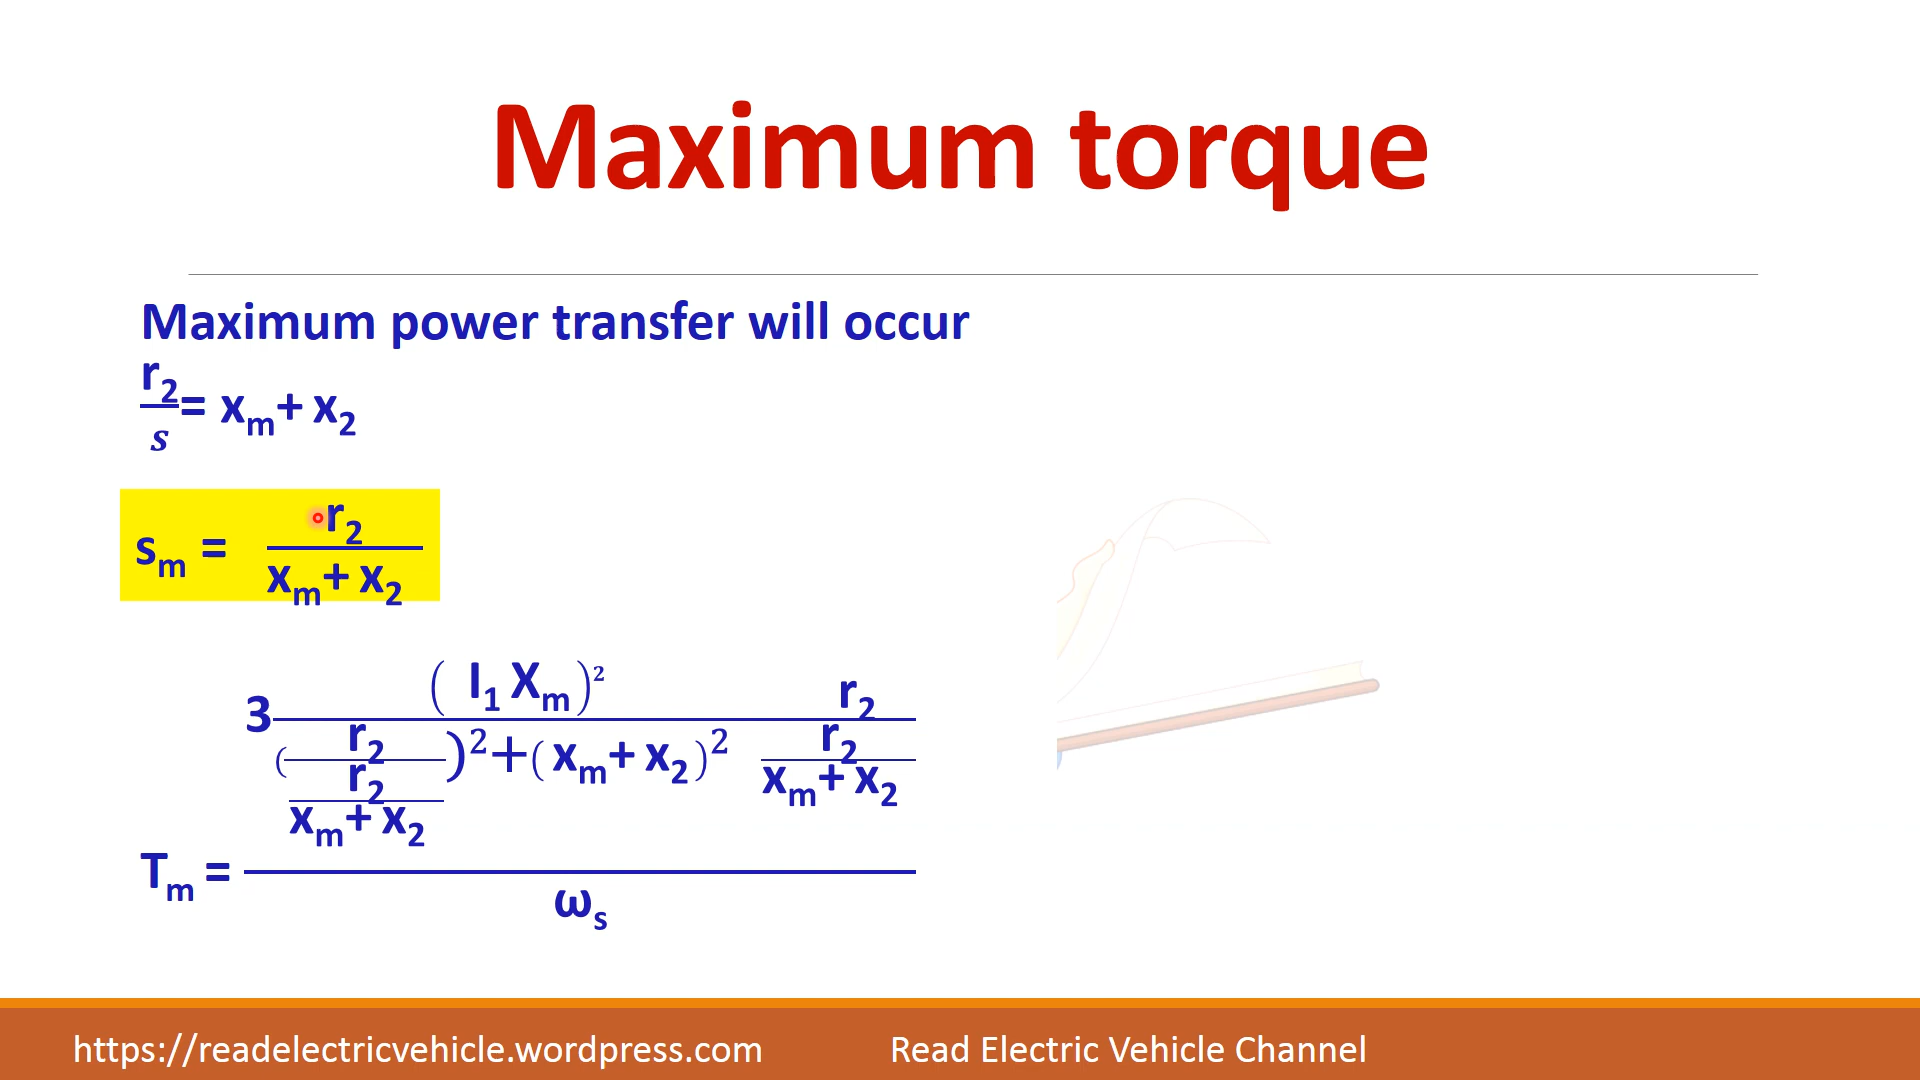 Maximum torque
Maximum power transfer will occur
r₂/s = xₘ+ x₂
sₘ = r₂/(xₘ+ x₂)
Tₘ = (3 (I₁ Xₘ)²/((r₂/(r₂/(xₘ+ x₂)))²+(xₘ+ x₂)²) r₂/(r₂/(xₘ+ x₂)))/ωₛ
https://readelectricvehicle.wordpress.com
Read Electric Vehicle Channel